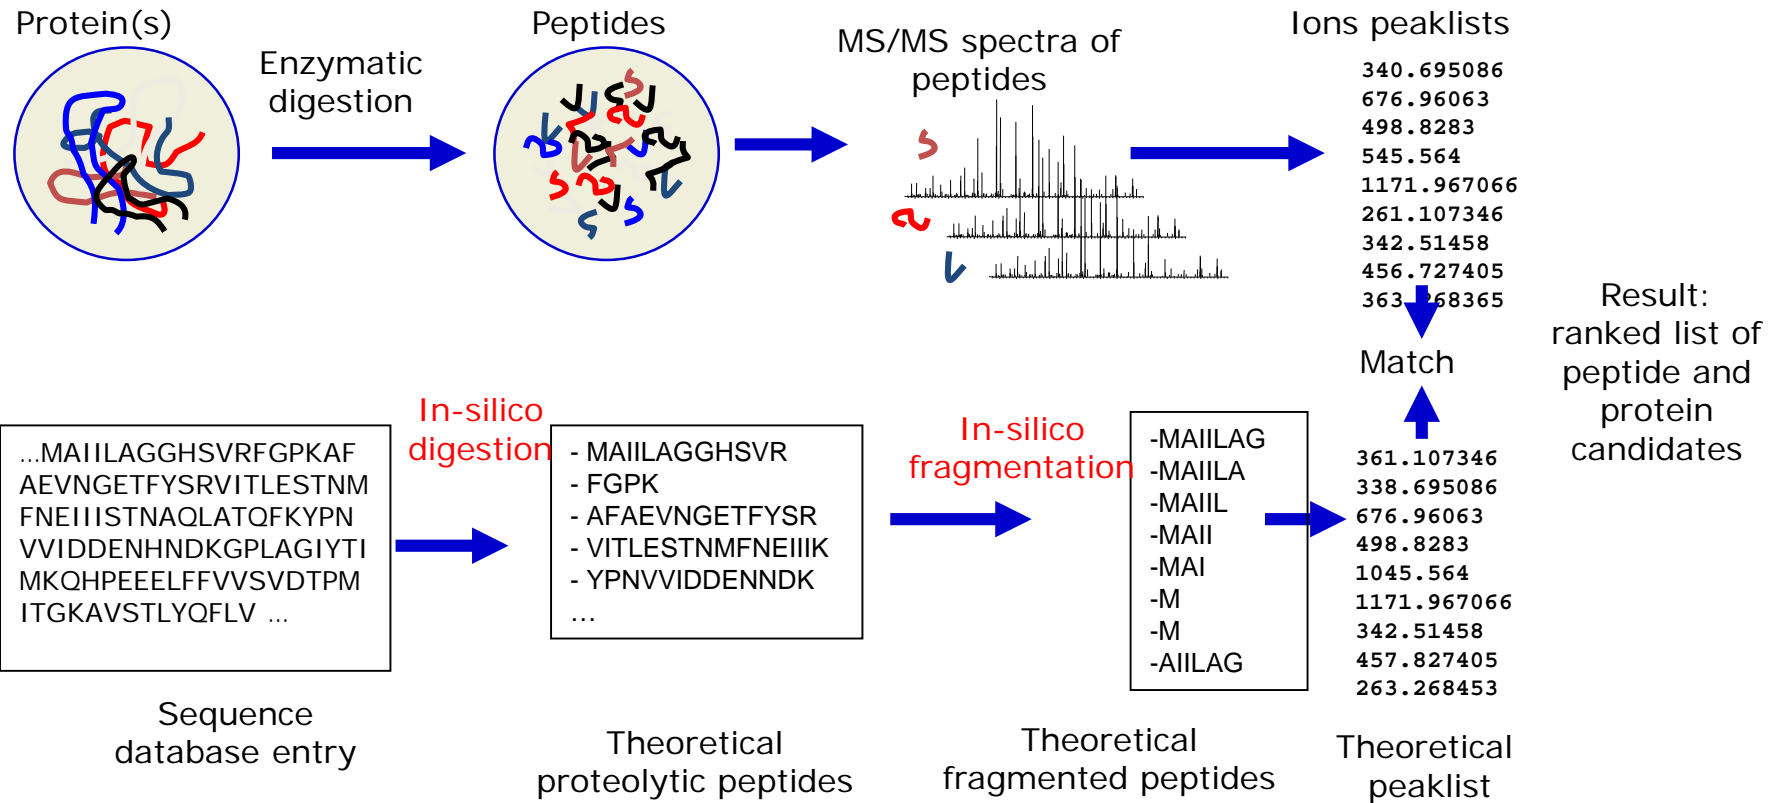 Protein(s)
Enzymatic
digestion
Peptides
MS/MS spectra of
peptides
Ions peaklists
340.695086
676.96063
498.8283
545.564
1171.967066
261.107346
342.51458
456.727405
363.268365
Match
Result:
ranked list of
peptide and
protein
candidates
...MAIILAGGHSVRFGPKAF
AEVNGETFYSRVITLESTNM
FNEIIISTNAQLATQFKYPN
VVIDDENHNDKGPLAGIYTI
MKQHPEEELFFVVSVDTPM
ITGKAVSTLYQFLV ...
Sequence
database entry
In-silico
digestion
- MAIILAGGHSVR
- FGPK
- AFAEVNGETFYSR
- VITLESTNMFNEIIIK
- YPNVVIDDENNDK
...
Theoretical
proteolytic peptides
In-silico
fragmentation
-MAIILAG
-MAIILA
-MAIIL
-MAII
-MAI
-M
-M
-AIILAG
Theoretical
fragmented peptides
361.107346
338.695086
676.96063
498.8283
1045.564
1171.967066
342.51458
457.827405
263.268453
Theoretical
peaklist